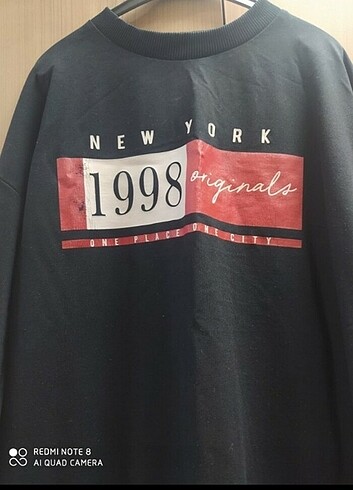 NEW YORK
1998 originals
ONE PLACE ONE CITY
REDMI NOTE 8
AI QUAD CAMERA